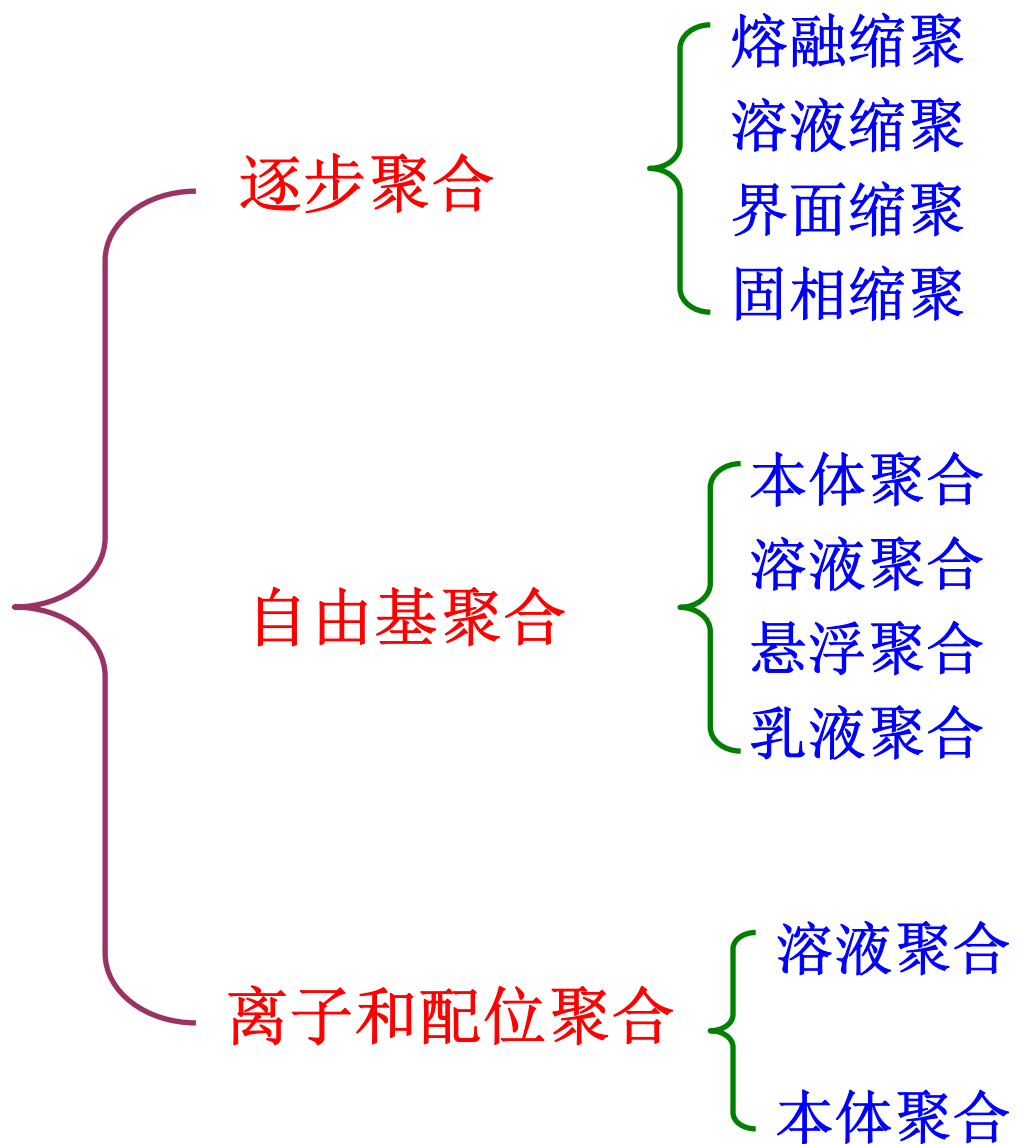 逐步聚合
熔融缩聚
溶液缩聚
界面缩聚
固相缩聚
自由基聚合
本体聚合
溶液聚合
悬浮聚合
乳液聚合
离子和配位聚合
溶液聚合
本体聚合